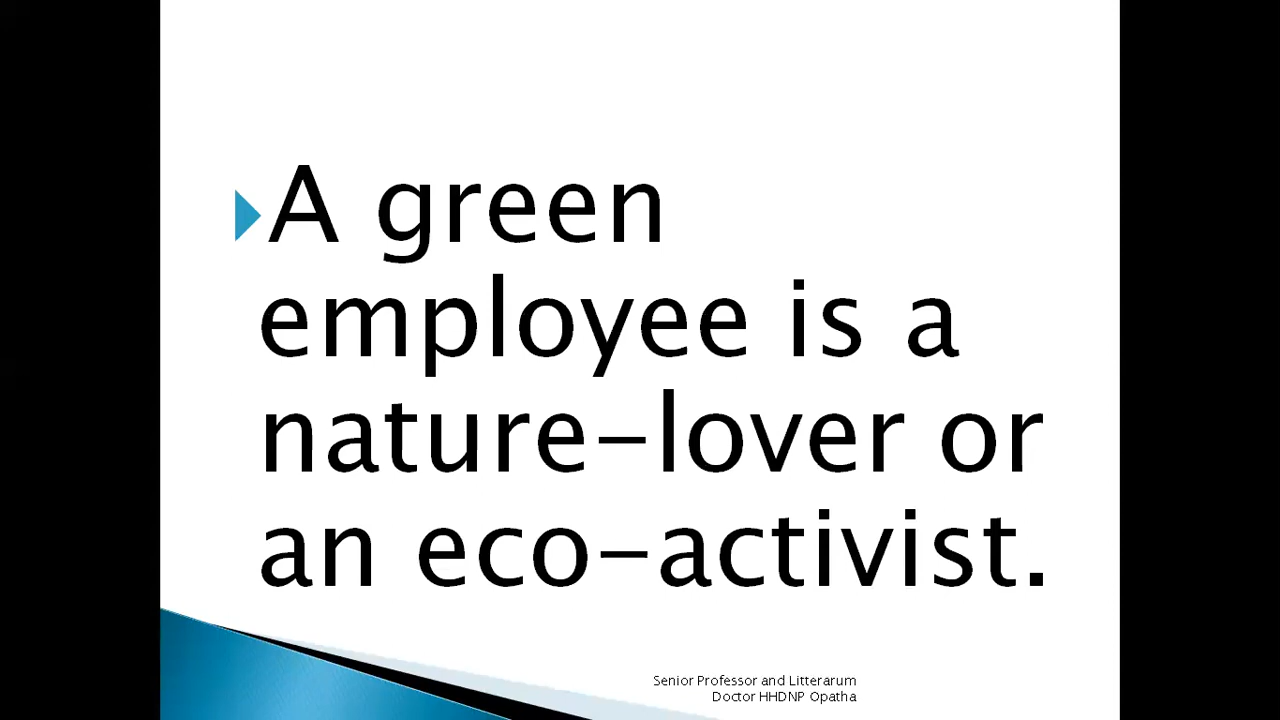 A green
employee is a
nature-lover or
an eco-activist.
Senior Professor and Litterarum
Doctor HHDNP Opatha